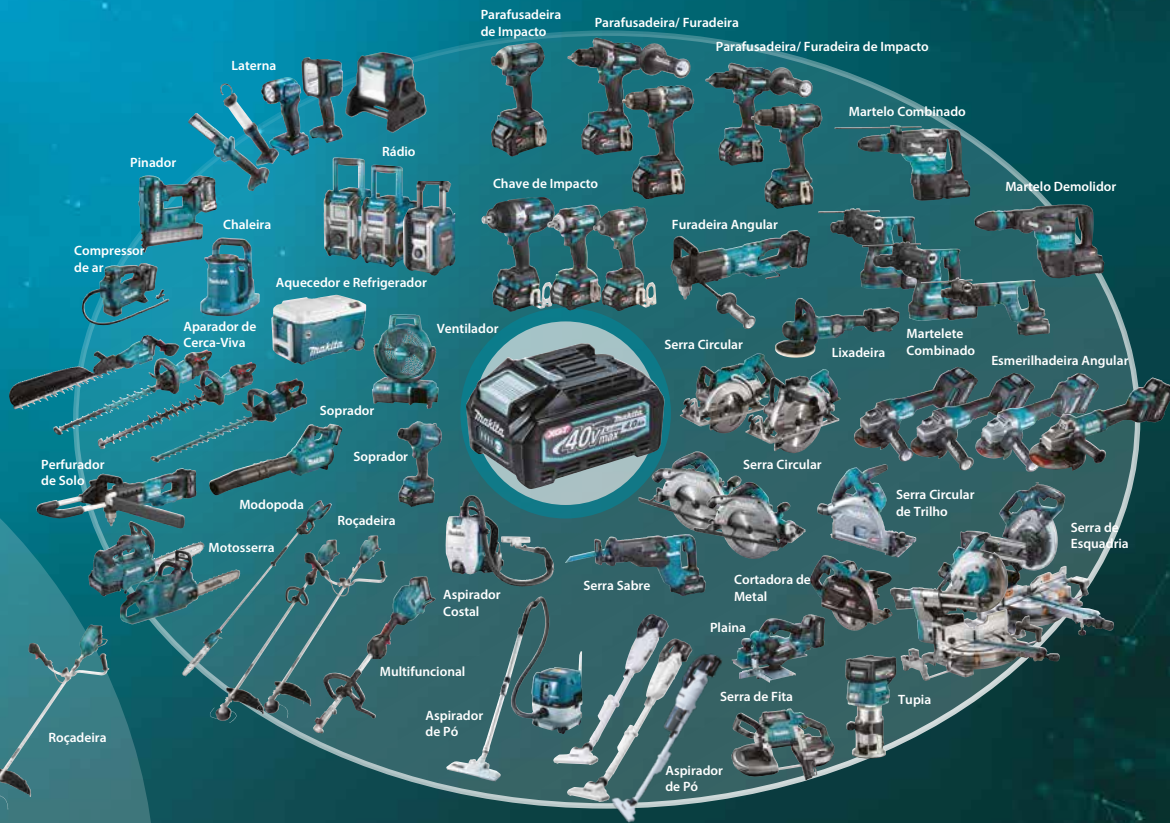 Parafusadeira
de Impacto
Parafusadeira/ Furadeira
Parafusadeira/ Furadeira de Impacto
Laterna
Martelo Combinado
Rádio
Pinador
Chave de Impacto
Martelo Demolidor
Chaleira
Furadeira Angular
Compressor
de ar
Aquecedor e Refrigerador
Makita
Aparador de
Cerca-Viva
Ventilador
Serra Circular
Lixadeira
Martelete
Combinado
Esmerilhadeira Angular
Makita
XGT
40Vmax
4.0Ah
Makita
Soprador
Soprador
Serra Circular
Perfurador
de Solo
Serra Circular
de Trilho
Modopoda
Roçadeira
Serra de
Esquadria
Motosserra
Aspirador
Costal
Serra Sabre
Cortadora de
Metal
Plaina
Multifuncional
Serra de Fita
Tupia
Aspirador
de Pó
Roçadeira
Aspirador
de Pó